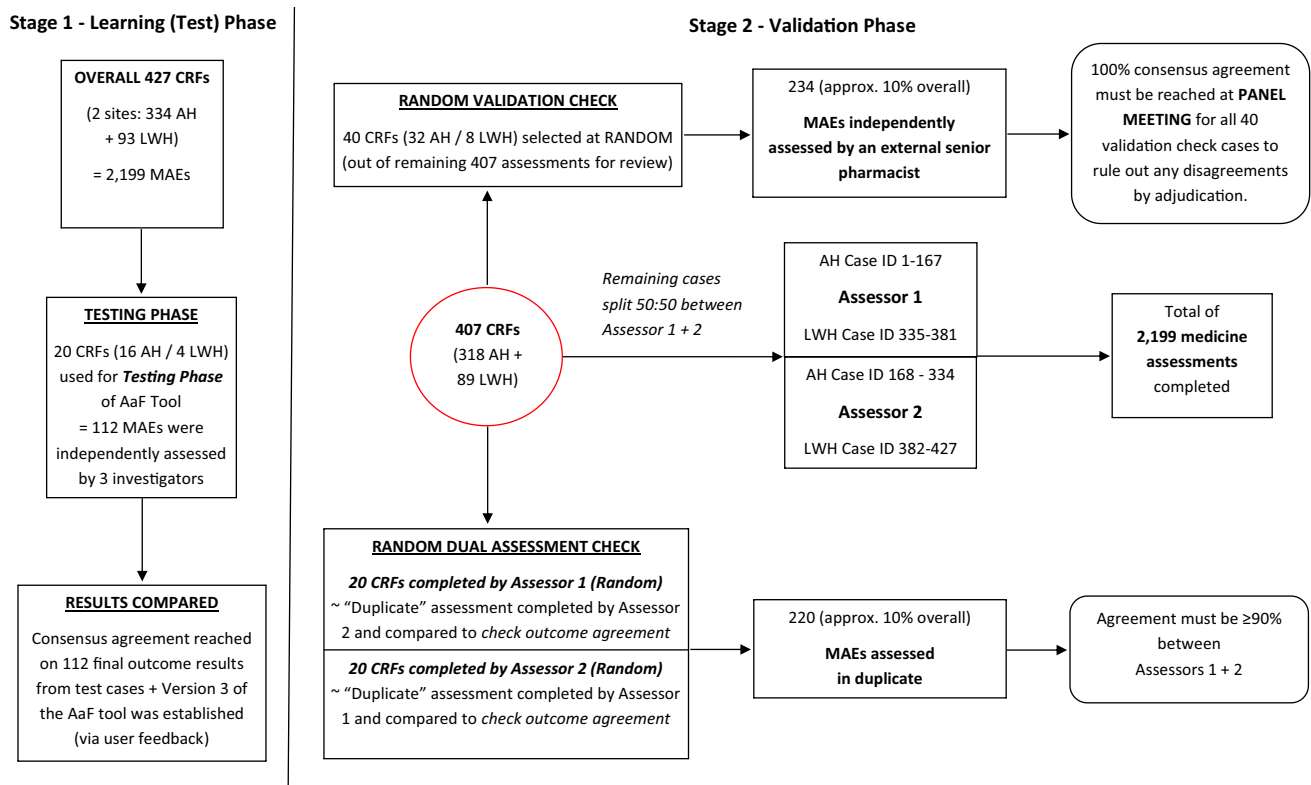 Stage 1 - Learning (Test) Phase
OVERALL 427 CRFs
(2 sites: 334 AH
+ 93 LWH)
= 2,199 MAEs
TESTING PHASE
20 CRFs (16 AH / 4 LWH)
used for Testing Phase
of AaF Tool
= 112 MAEs were
independently assessed
by 3 investigators
RESULTS COMPARED
Consensus agreement reached
on 112 final outcome results
from test cases + Version 3 of
the AaF tool was established
(via user feedback)
Stage 2 - Validation Phase
RANDOM VALIDATION CHECK
40 CRFs (32 AH / 8 LWH) selected at RANDOM
(out of remaining 407 assessments for review)
234 (approx. 10% overall)
MAEs independently
assessed by an external senior
pharmacist
100% consensus agreement
must be reached at PANEL
MEETING for all 40
validation check cases to
rule out any disagreements
by adjudication.
407 CRFs
(318 AH +
89 LWH)
Remaining cases
split 50:50 between
Assessor 1 + 2
AH Case ID 1-167
Assessor 1
LWH Case ID 335-381
AH Case ID 168 - 334
Assessor 2
LWH Case ID 382-427
Total of
2,199 medicine
assessments
completed
RANDOM DUAL ASSESSMENT CHECK
20 CRFs completed by Assessor 1 (Random)
~ “Duplicate” assessment completed by Assessor
2 and compared to check outcome agreement
20 CRFs completed by Assessor 2 (Random)
~ “Duplicate” assessment completed by Assessor
1 and compared to check outcome agreement
220 (approx. 10% overall)
MAEs assessed
in duplicate
Agreement must be ≥90%
between
Assessors 1 + 2